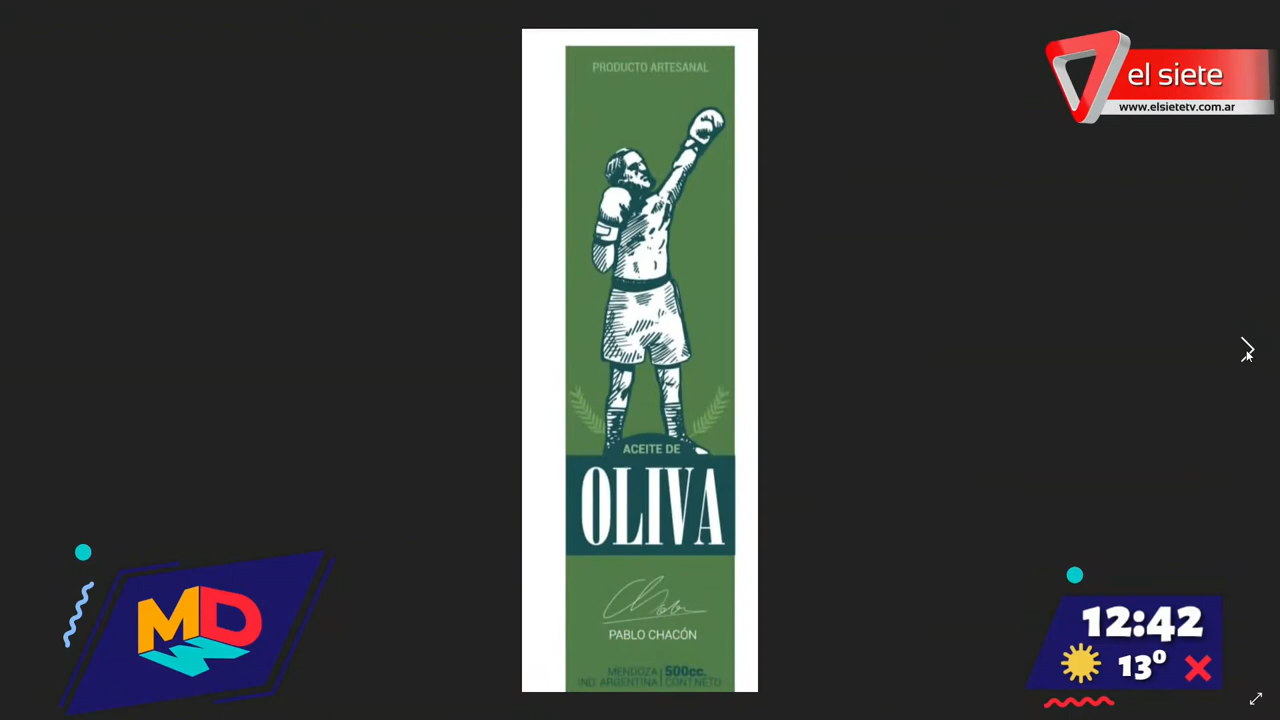 PRODUCTO ARTESANAL
ACEITE DE
OLIVA
PABLO CHACÓN
MENDOZA 500cc.
IND. ARGENTINA CONT.NETO
el siete
www.elsietetv.com.ar
MD
12:42
13º